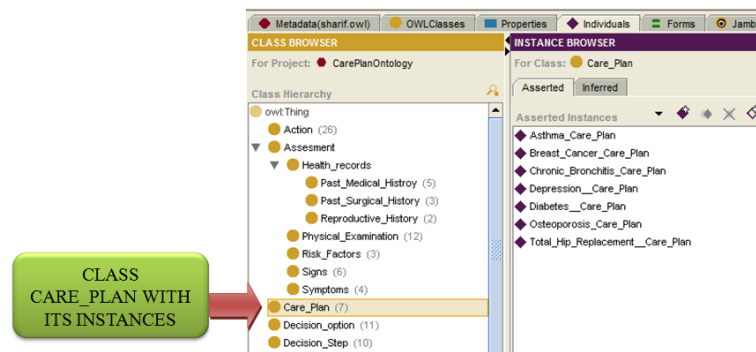 Metadata(sharif.owl) OWLClasses Properties Individuals Forms Jamb
CLASS BROWSER
For Project: CarePlanOntology
Class Hierarchy
owl:Thing
Action (26)
Assesment
Health_records
Past_Medical_Histroy (5)
Past_Surgical_History (3)
Reproductive_History (2)
Physical_Examination (12)
Risk_Factors (3)
Signs (6)
Symptoms (4)
Care_Plan (7)
Decision_option (11)
Decision_Step (10)
INSTANCE BROWSER
For Class: Care_Plan
Asserted Inferred
Asserted Instances
Asthma_Care_Plan
Breast_Cancer_Care_Plan
Chronic_Bronchitis_Care_Plan
Depression__Care_Plan
Diabetes__Care_Plan
Osteoporosis_Care_Plan
Total_Hip_Replacement__Care_Plan
CLASS
CARE_PLAN WITH
ITS INSTANCES